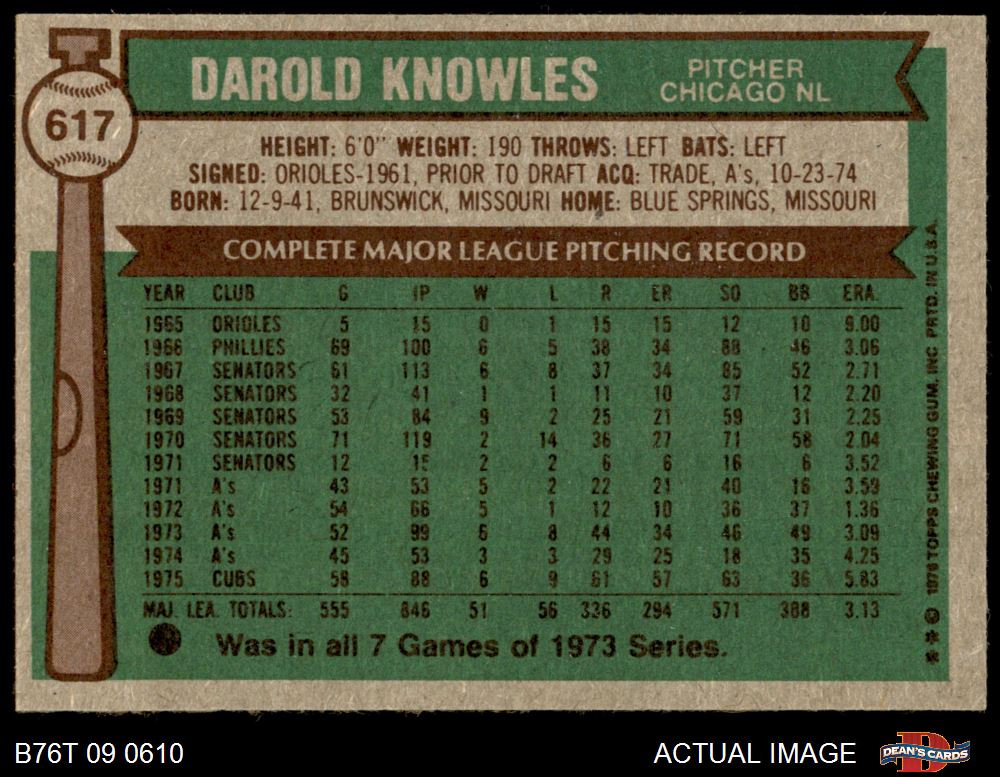 617
DAROLD KNOWLES
PITCHER
CHICAGO NL
HEIGHT: 6'0" WEIGHT: 190 THROWS: LEFT BATS: LEFT
SIGNED: ORIOLES-1961, PRIOR TO DRAFT ACQ: TRADE, A's, 10-23-74
BORN: 12-9-41, BRUNSWICK, MISSOURI HOME: BLUE SPRINGS, MISSOURI
COMPLETE MAJOR LEAGUE PITCHING RECORD
YEAR CLUB G IP W L R ER SO BB ERA.
1965 ORIOLES 5 15 0 1 15 15 12 10 9.00
1966 PHILLIES 69 100 6 5 38 34 88 46 3.06
1967 SENATORS 61 113 6 8 37 34 85 52 2.71
1968 SENATORS 32 41 1 1 11 10 37 12 2.20
1969 SENATORS 53 84 9 2 25 21 59 31 2.25
1970 SENATORS 71 119 2 14 36 27 71 58 2.04
1971 SENATORS 12 15 2 2 6 6 16 6 3.52
1971 A's 43 53 5 2 22 21 40 16 3.59
1972 A's 54 66 5 1 12 10 36 37 1.36
1973 A's 52 99 6 8 44 34 46 49 3.09
1974 A's 45 53 3 3 29 25 18 35 4.25
1975 CUBS 58 88 6 9 61 57 63 36 5.83
MAJ. LEA. TOTALS: 555 846 51 56 336 294 571 388 3.13
Was in all 7 Games of 1973 Series.
** © 1976 TOPPS CHEWING GUM, INC. PRTD. IN U.S.A.
B76T 09 0610
ACTUAL IMAGE
D
DEAN'S CARDS